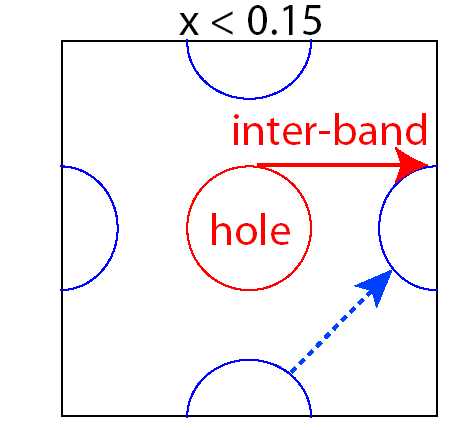 x < 0.15
inter-band
hole